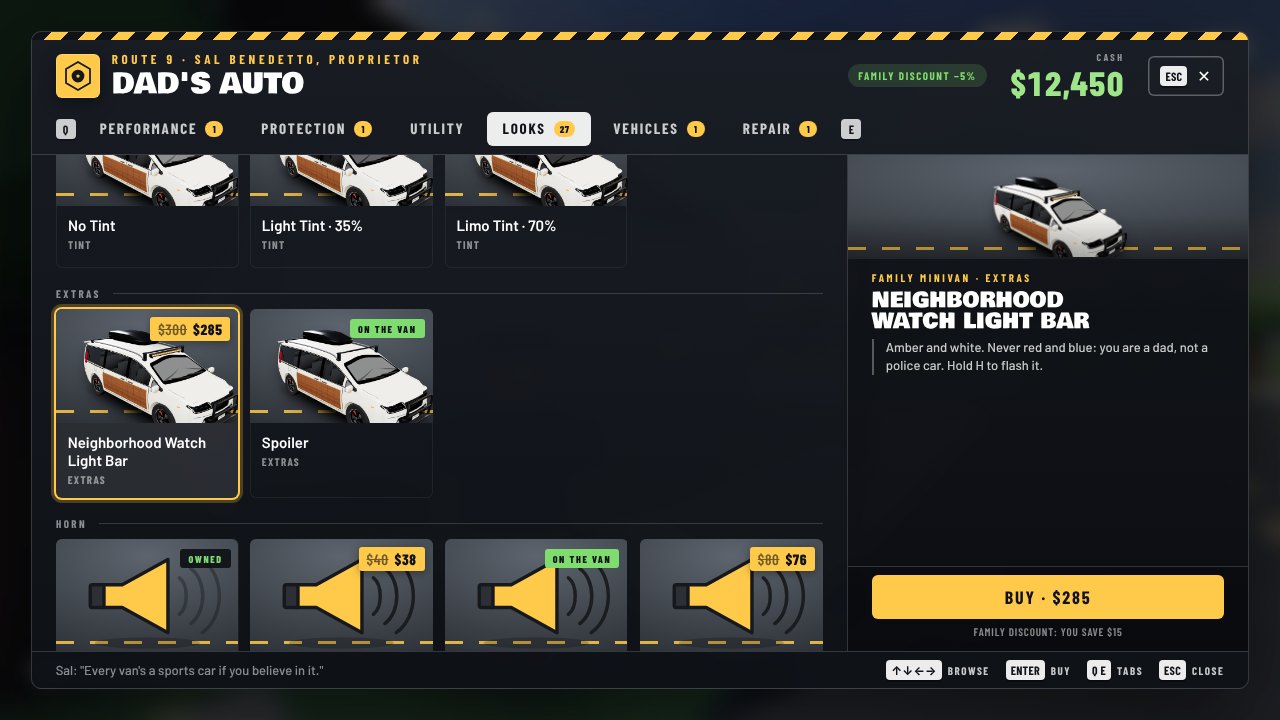 ROUTE 9 · SAL BENEDETTO, PROPRIETOR
DAD'S AUTO
FAMILY DISCOUNT −5%
CASH
$12,450
ESC ✕
Q PERFORMANCE 1 PROTECTION 1 UTILITY LOOKS 27 VEHICLES 1 REPAIR 1 E
No Tint
TINT
Light Tint · 35%
TINT
Limo Tint · 70%
TINT
EXTRAS
$300 $285
Neighborhood Watch
Light Bar
EXTRAS
ON THE VAN
Spoiler
EXTRAS
HORN
OWNED
$40 $38
ON THE VAN
$80 $76
FAMILY MINIVAN · EXTRAS
NEIGHBORHOOD
WATCH LIGHT BAR
Amber and white. Never red and blue: you are a dad, not a
police car. Hold H to flash it.
BUY · $285
FAMILY DISCOUNT: YOU SAVE $15
Sal: "Every van's a sports car if you believe in it."
↑↓←→ BROWSE ENTER BUY Q E TABS ESC CLOSE